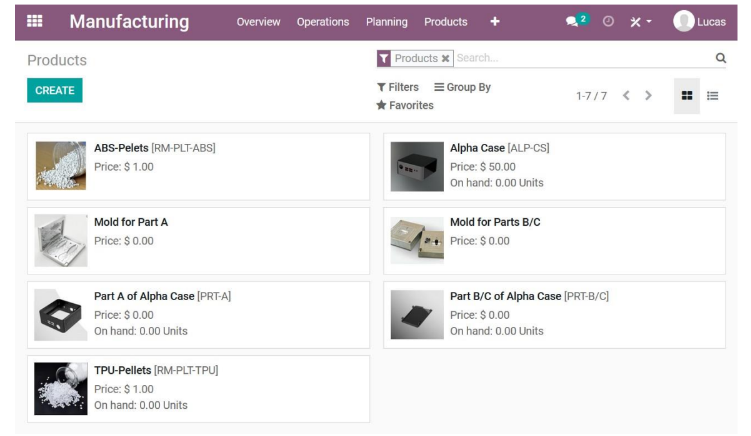 Manufacturing Overview Operations Planning Products 2 Lucas
Products
Products Search...
CREATE
Filters Group By
Favorites
1-7 / 7
ABS-Pelets [RM-PLT-ABS]
Price: $ 1.00
Alpha Case [ALP-CS]
Price: $ 50.00
On hand: 0.00 Units
Mold for Part A
Price: $ 0.00
Mold for Parts B/C
Price: $ 0.00
Part A of Alpha Case [PRT-A]
Price: $ 0.00
On hand: 0.00 Units
Part B/C of Alpha Case [PRT-B/C]
Price: $ 0.00
On hand: 0.00 Units
TPU-Pellets [RM-PLT-TPU]
Price: $ 1.00
On hand: 0.00 Units